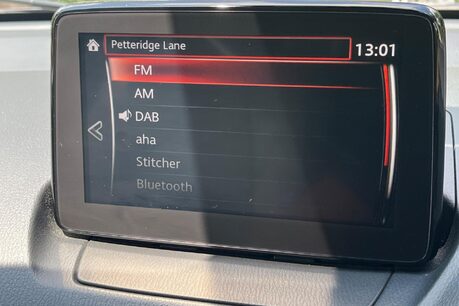 Petteridge Lane
13:01
FM
AM
DAB
aha
Stitcher
Bluetooth